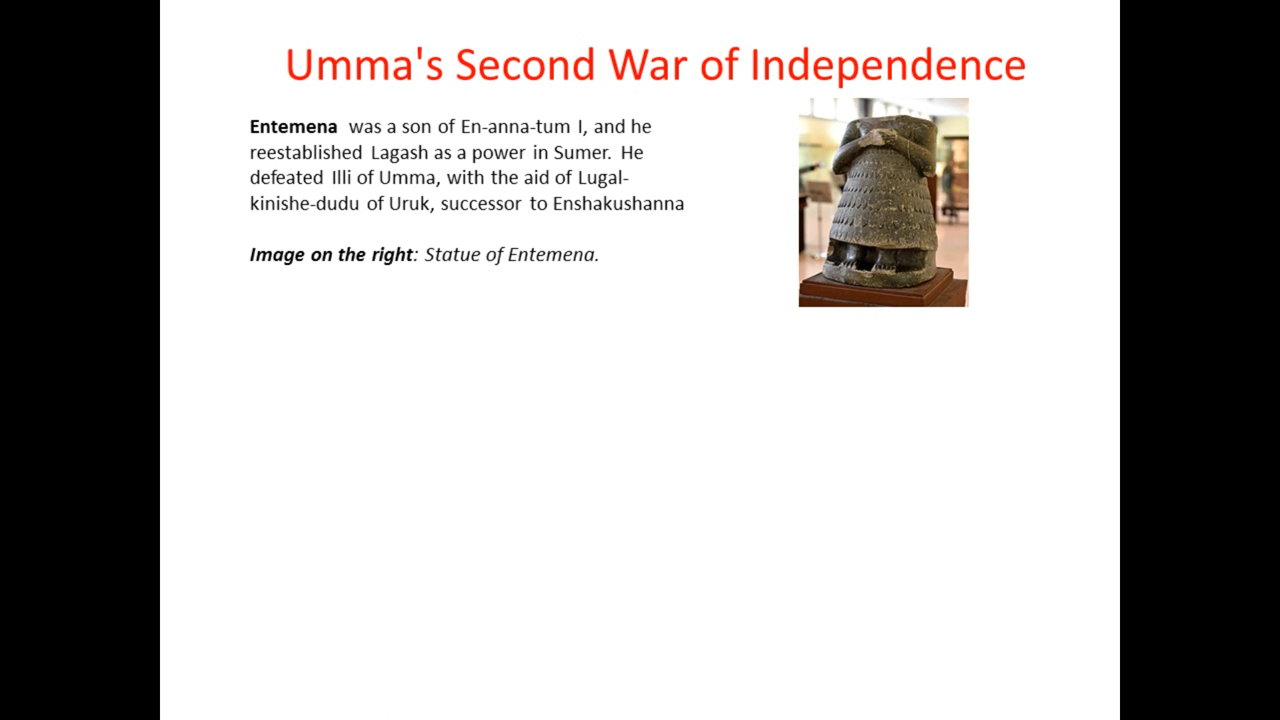 Umma's Second War of Independence
Entemena was a son of En-anna-tum I, and he
reestablished Lagash as a power in Sumer. He
defeated Illi of Umma, with the aid of Lugal-
kinishe-dudu of Uruk, successor to Enshakushanna
Image on the right: Statue of Entemena.